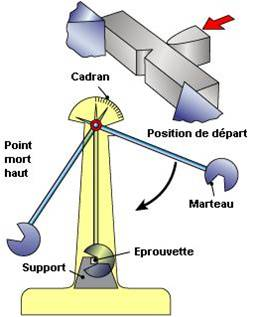 Cadran
Position de départ
Point
mort
haut
Marteau
Eprouvette
Support